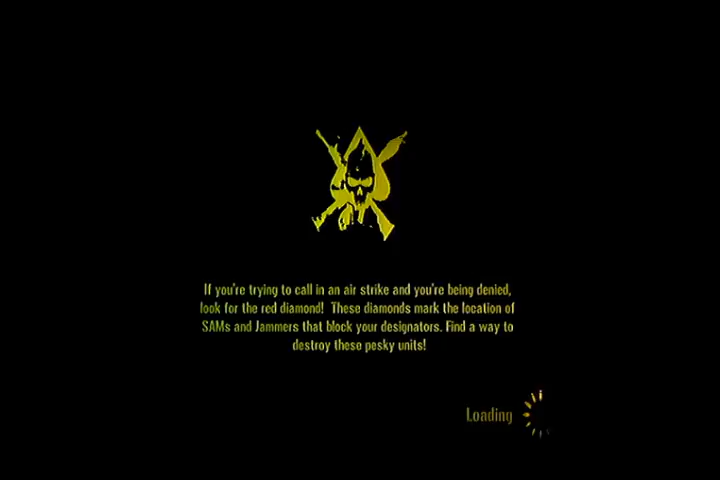 If you're trying to call in an air strike and you're being denied,
look for the red diamond! These diamonds mark the location of
SAMs and Jammers that block your designators. Find a way to
destroy these pesky units!
Loading